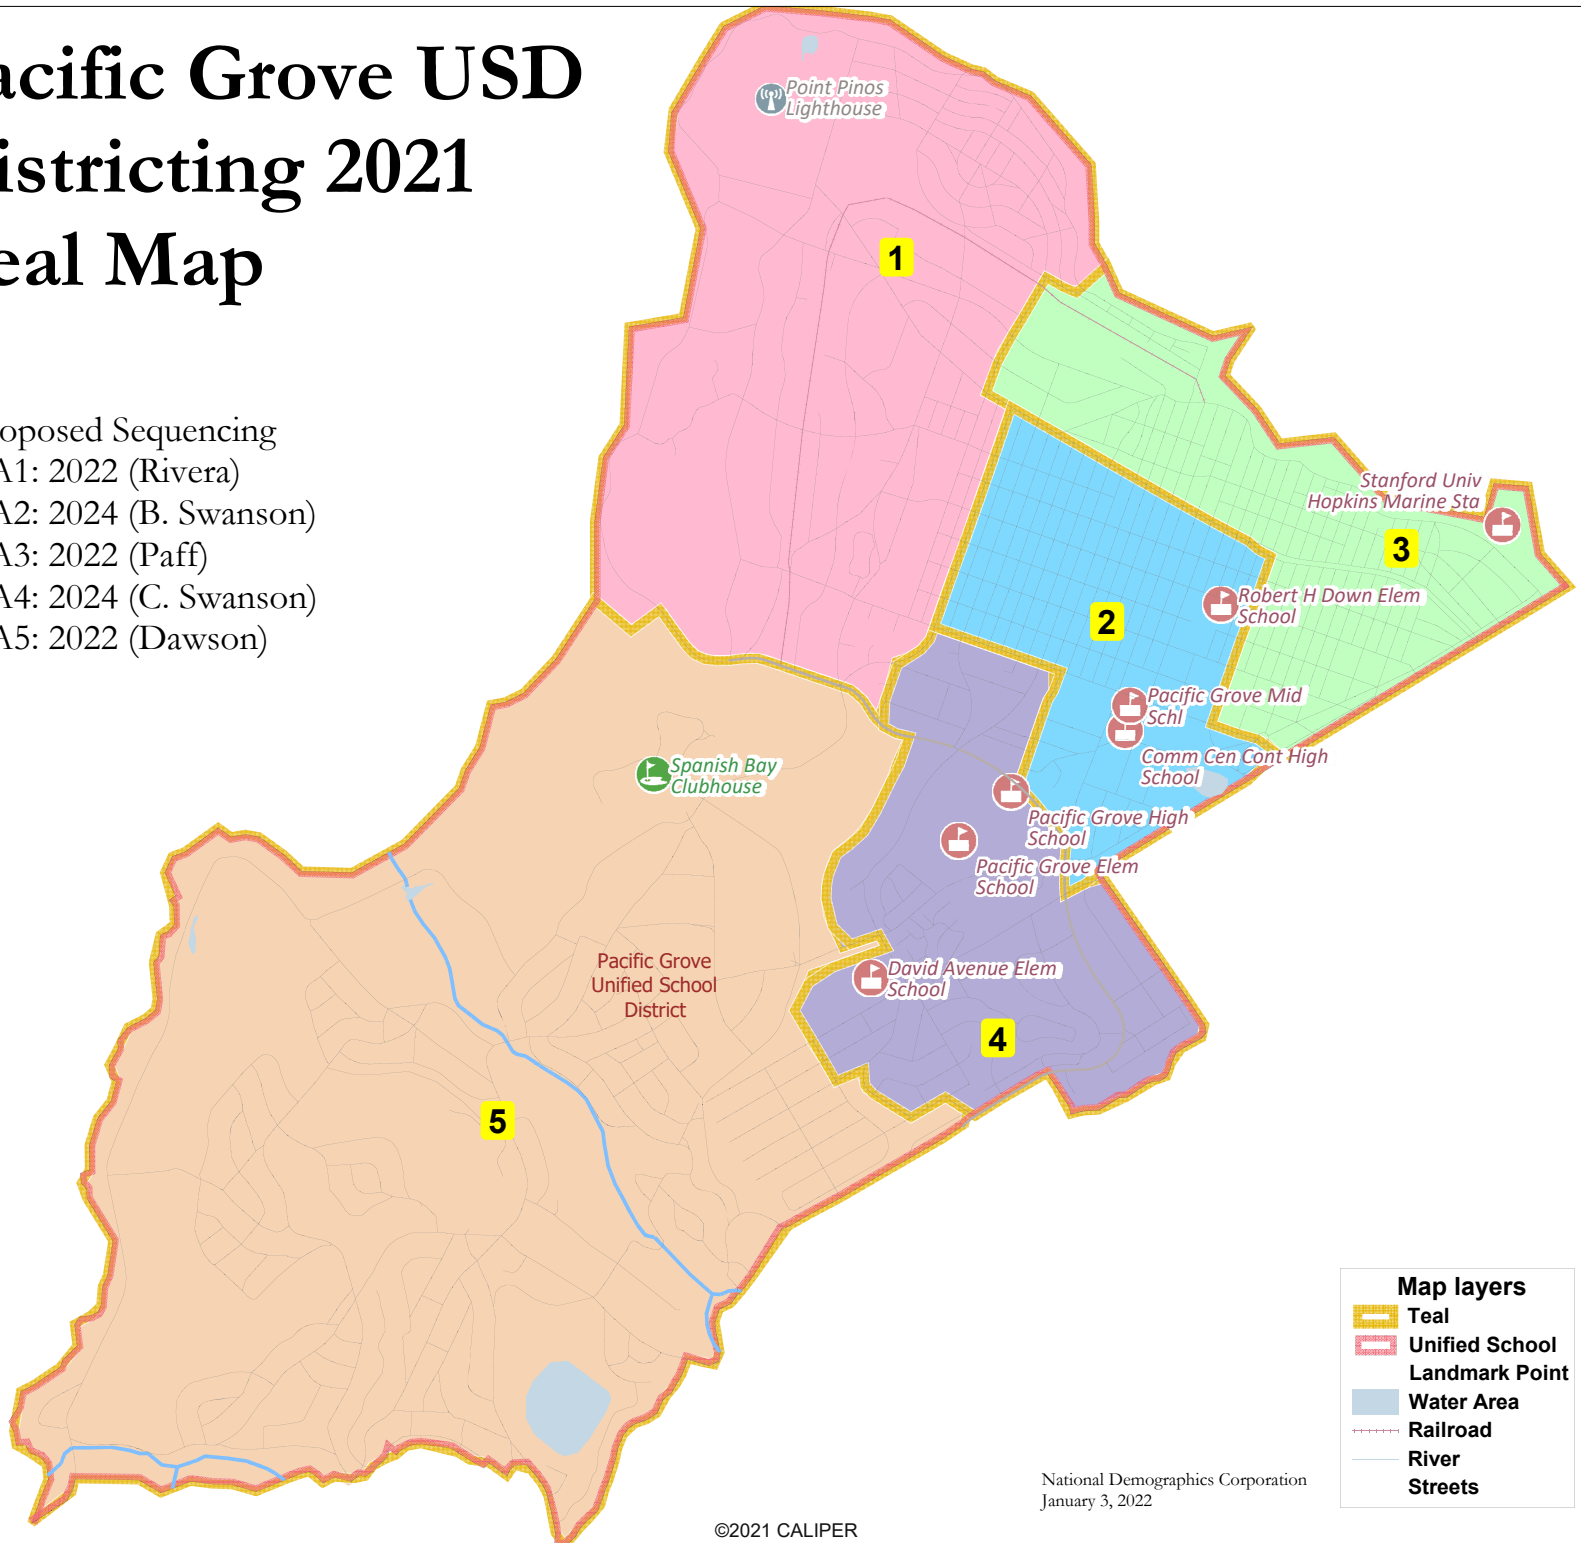 acific Grove USD
istricting 2021
eal Map
oposed Sequencing
A1: 2022 (Rivera)
A2: 2024 (B. Swanson)
A3: 2022 (Paff)
A4: 2024 (C. Swanson)
A5: 2022 (Dawson)
Point Pinos
Lighthouse
1
Stanford Univ
Hopkins Marine Sta
3
Robert H Down Elem
School
2
Pacific Grove Mid
Schl
Comm Cen Cont High
School
Spanish Bay
Clubhouse
Pacific Grove High
School
Pacific Grove Elem
School
Pacific Grove
Unified School
District
David Avenue Elem
School
4
5
Map layers
Teal
Unified School
Landmark Point
Water Area
Railroad
River
Streets
National Demographics Corporation
January 3, 2022
©2021 CALIPER